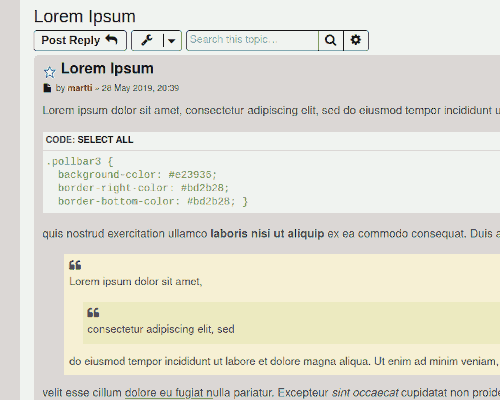 Lorem Ipsum
Post Reply
Search this topic…
Lorem Ipsum
by martti » 28 May 2019, 20:39
Lorem ipsum dolor sit amet, consectetur adipiscing elit, sed do eiusmod tempor incididunt u
CODE: SELECT ALL
.pollbar3 {
background-color: #e23936;
border-right-color: #bd2b28;
border-bottom-color: #bd2b28; }
quis nostrud exercitation ullamco laboris nisi ut aliquip ex ea commodo consequat. Duis a
Lorem ipsum dolor sit amet,
consectetur adipiscing elit, sed
do eiusmod tempor incididunt ut labore et dolore magna aliqua. Ut enim ad minim veniam,
velit esse cillum dolore eu fugiat nulla pariatur. Excepteur sint occaecat cupidatat non proide